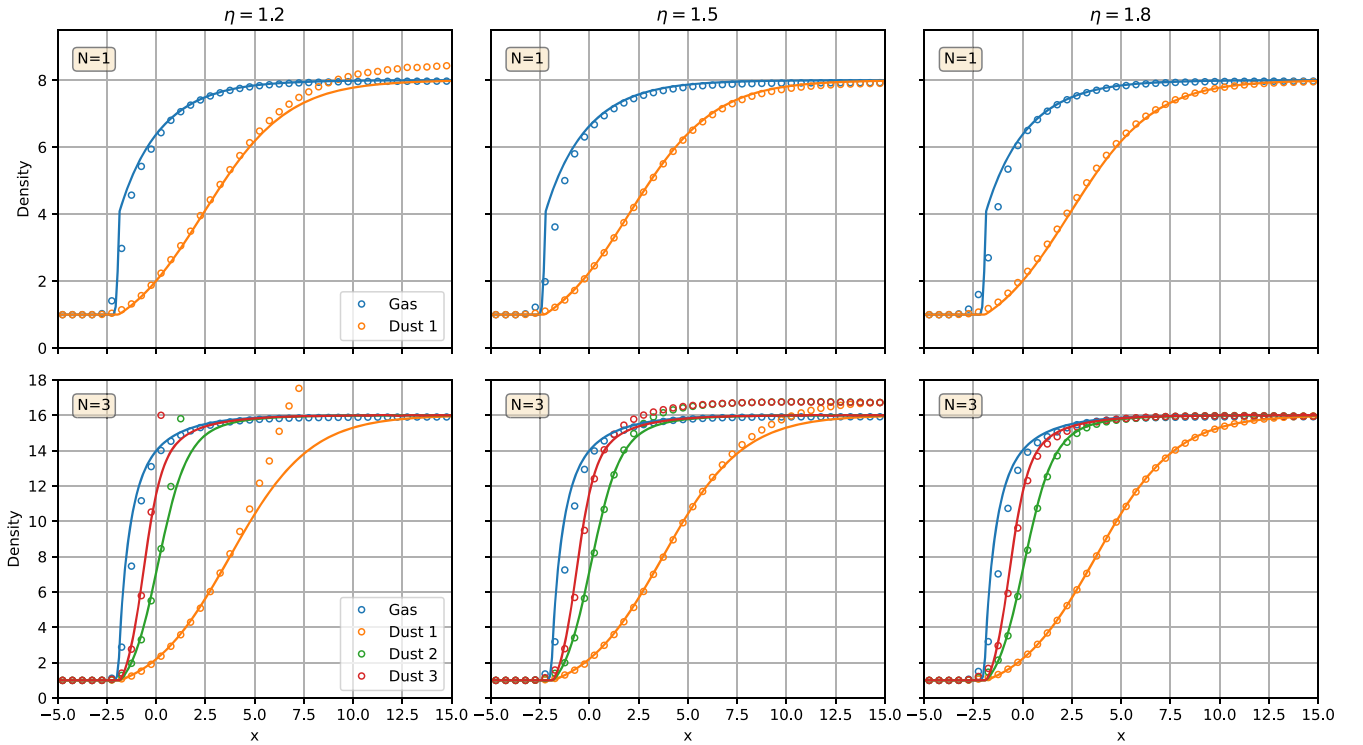 η = 1.2
η = 1.5
η = 1.8
N=1
N=1
N=1
Density
8
6
4
2
0
Gas
Dust 1
N=3
N=3
N=3
Density
18
16
14
12
10
8
6
4
2
0
Gas
Dust 1
Dust 2
Dust 3
−5.0 −2.5 0.0 2.5 5.0 7.5 10.0 12.5 15.0
−5.0 −2.5 0.0 2.5 5.0 7.5 10.0 12.5 15.0
−5.0 −2.5 0.0 2.5 5.0 7.5 10.0 12.5 15.0
x
x
x